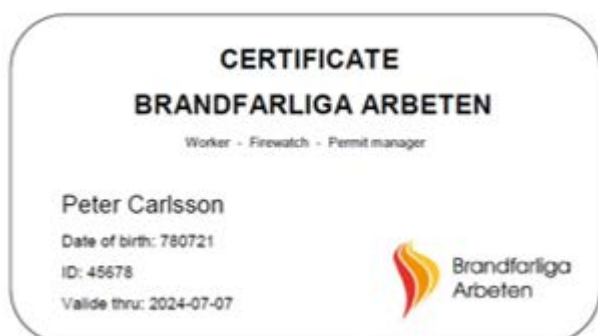 CERTIFICATE
BRANDFARLIGA ARBETEN
Worker - Firewatch - Permit manager
Peter Carlsson
Date of birth: 780721
ID: 45678
Valide thru: 2024-07-07
Brandfarliga
Arbeten